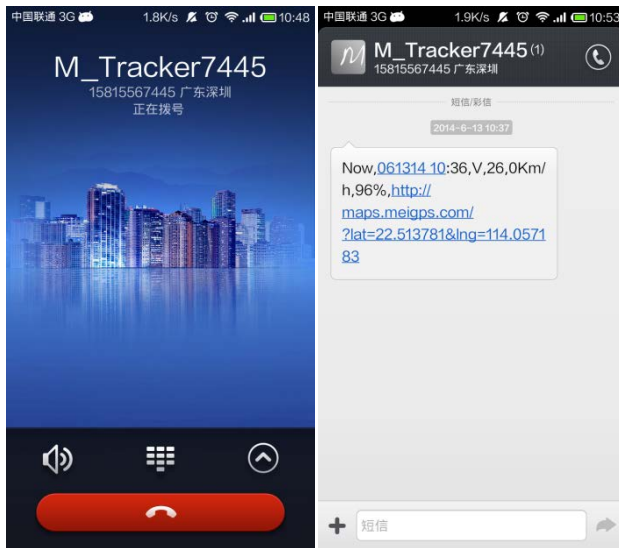 中国联通 3G
1.8K/s
10:48
M_Tracker7445
15815567445 广东深圳
正在拨号
中国联通 3G
1.9K/s
10:53
M_Tracker7445 (1)
15815567445 广东深圳
短信/彩信
2014-6-13 10:37
Now,061314 10:36,V,26,0Km/
h,96%,http://
maps.meigps.com/
?lat=22.513781&lng=114.0571
83
短信